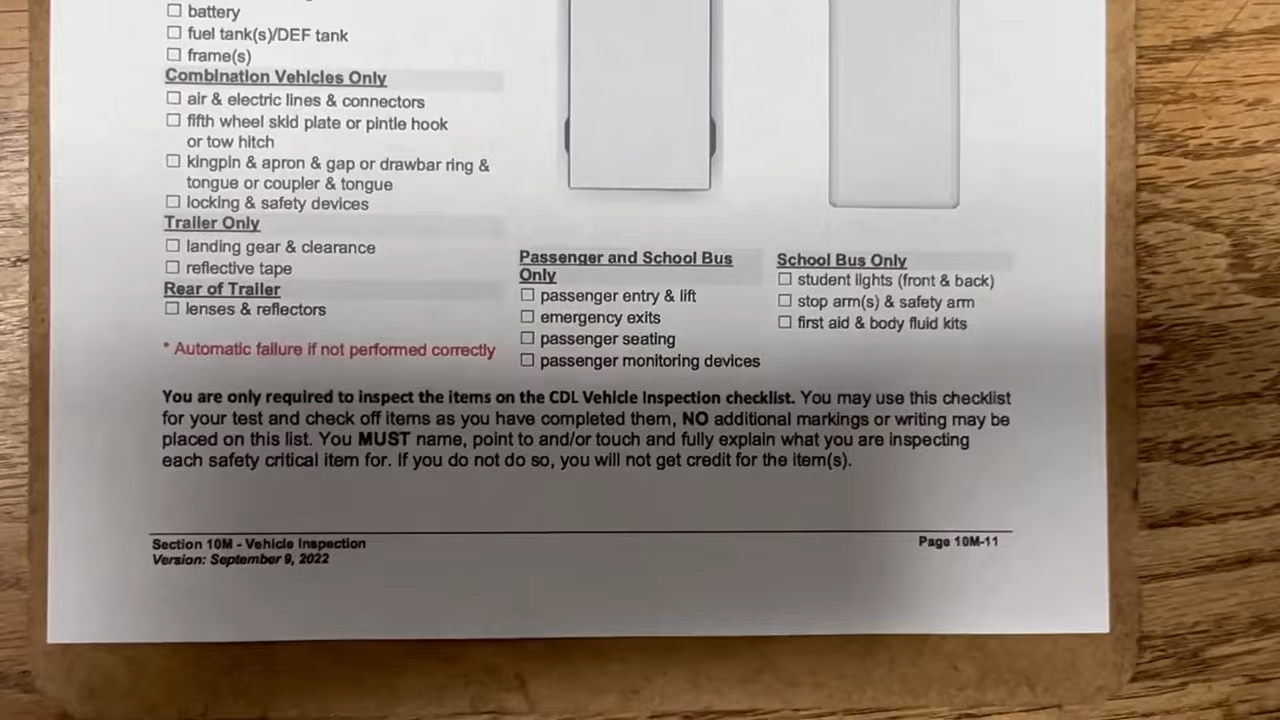 ☐ battery
☐ fuel tank(s)/DEF tank
☐ frame(s)
Combination Vehicles Only
☐ air & electric lines & connectors
☐ fifth wheel skid plate or pintle hook
or tow hitch
☐ kingpin & apron & gap or drawbar ring &
tongue or coupler & tongue
☐ locking & safety devices
Trailer Only
☐ landing gear & clearance
☐ reflective tape
Rear of Trailer
☐ lenses & reflectors
* Automatic failure if not performed correctly
Passenger and School Bus
Only
☐ passenger entry & lift
☐ emergency exits
☐ passenger seating
☐ passenger monitoring devices
School Bus Only
☐ student lights (front & back)
☐ stop arm(s) & safety arm
☐ first aid & body fluid kits
You are only required to inspect the items on the CDL Vehicle Inspection checklist. You may use this checklist
for your test and check off items as you have completed them, NO additional markings or writing may be
placed on this list. You MUST name, point to and/or touch and fully explain what you are inspecting
each safety critical item for. If you do not do so, you will not get credit for the item(s).
Section 10M - Vehicle Inspection
Version: September 9, 2022
Page 10M-11